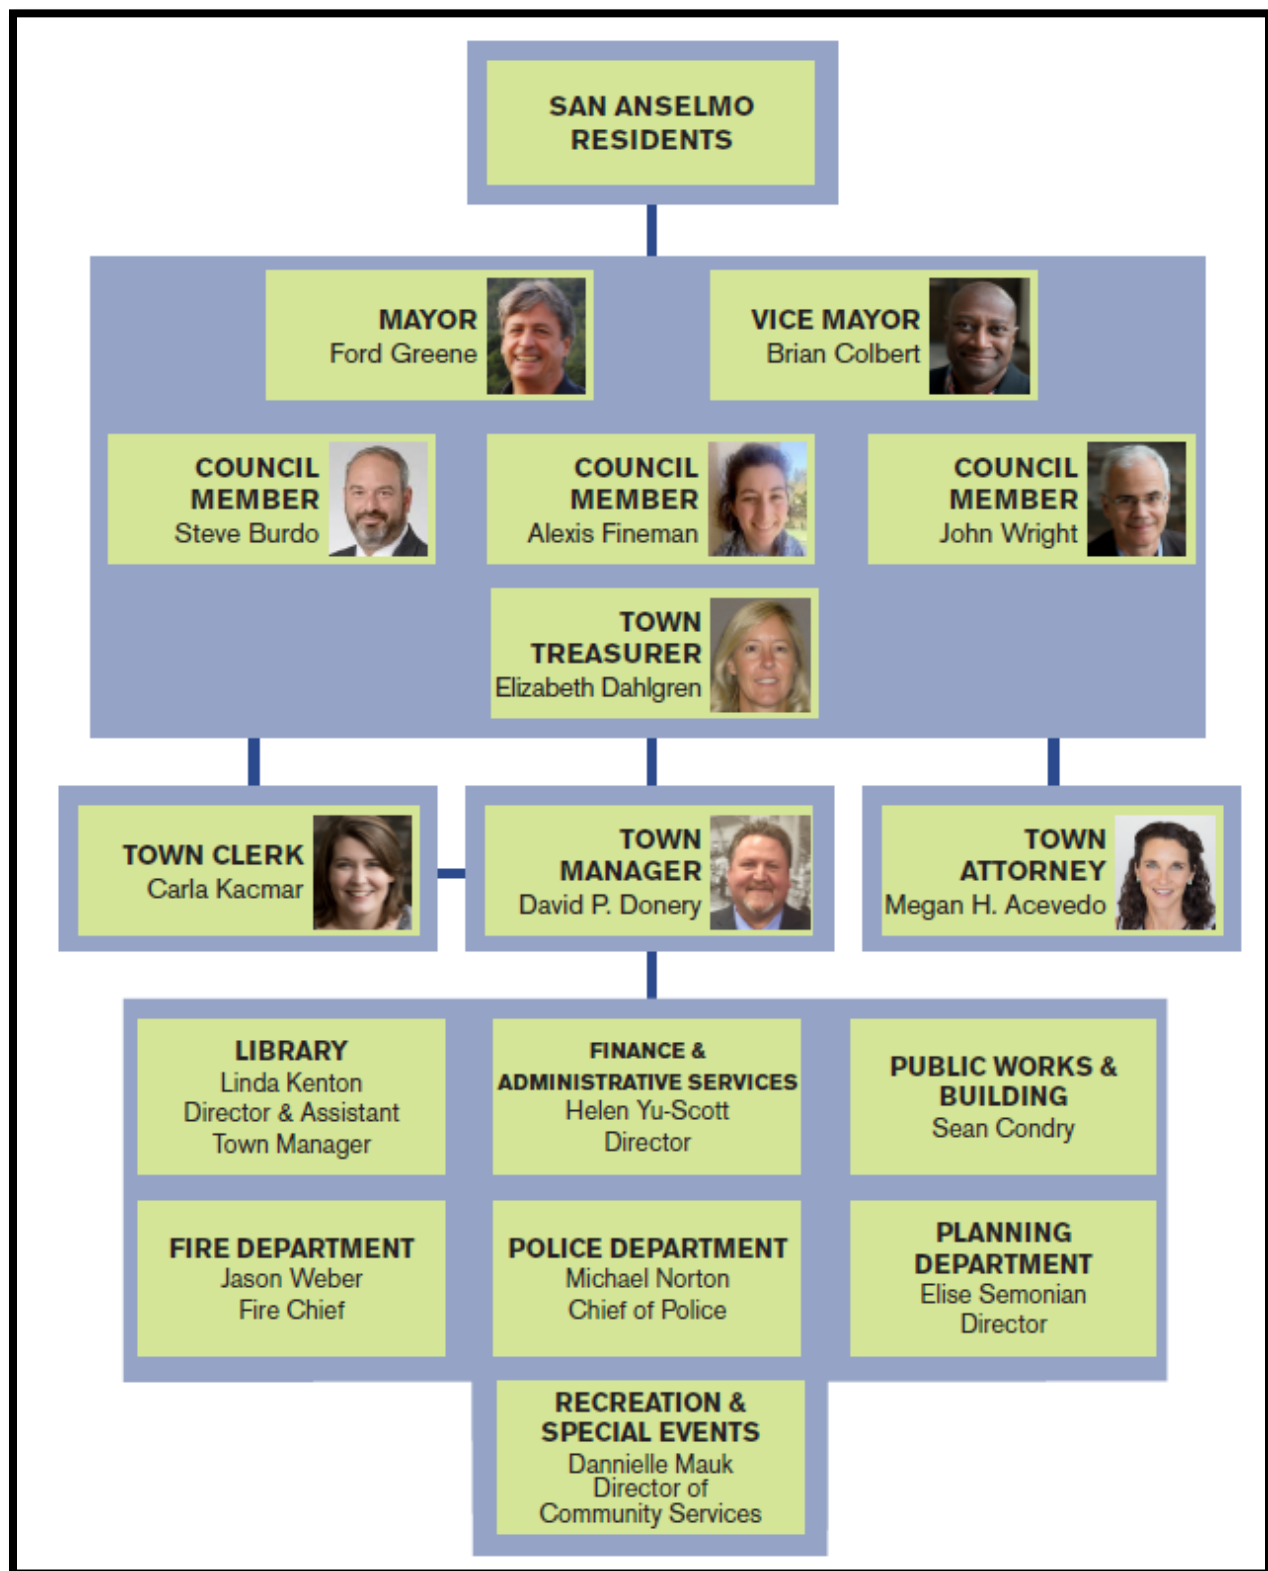 SAN ANSELMO
RESIDENTS
MAYOR
Ford Greene
VICE MAYOR
Brian Colbert
COUNCIL
MEMBER
Steve Burdo
COUNCIL
MEMBER
Alexis Fineman
COUNCIL
MEMBER
John Wright
TOWN
TREASURER
Elizabeth Dahlgren
TOWN CLERK
Carla Kacmar
TOWN
MANAGER
David P. Donery
TOWN
ATTORNEY
Megan H. Acevedo
LIBRARY
Linda Kenton
Director & Assistant
Town Manager
FINANCE &
ADMINISTRATIVE SERVICES
Helen Yu-Scott
Director
PUBLIC WORKS &
BUILDING
Sean Condry
FIRE DEPARTMENT
Jason Weber
Fire Chief
POLICE DEPARTMENT
Michael Norton
Chief of Police
PLANNING
DEPARTMENT
Elise Semonian
Director
RECREATION &
SPECIAL EVENTS
Dannielle Mauk
Director of
Community Services